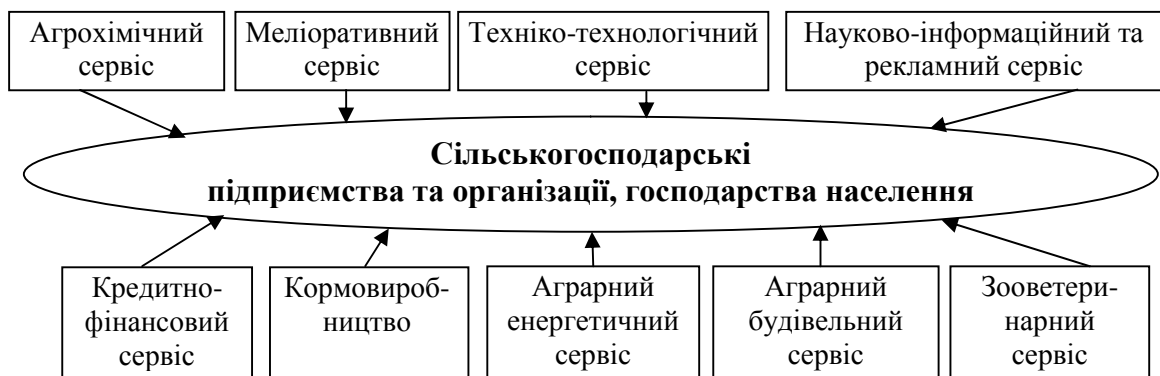 Агрохімічний
сервіс
Меліоративний
сервіс
Техніко-технологічний
сервіс
Науково-інформаційний та
рекламний сервіс
Сільськогосподарські
підприємства та організації, господарства населення
Кредитно-
фінансовий
сервіс
Кормовироб-
ництво
Аграрний
енергетичний
сервіс
Аграрний
будівельний
сервіс
Зооветери-
нарний
сервіс